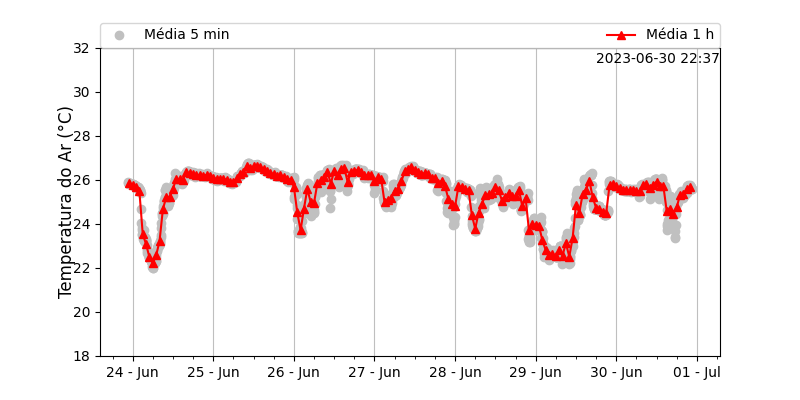 Média 5 min
Média 1 h
2023-06-30 22:37
Temperatura do Ar (°C)
32
30
28
26
24
22
20
18
24 - Jun
25 - Jun
26 - Jun
27 - Jun
28 - Jun
29 - Jun
30 - Jun
01 - Jul